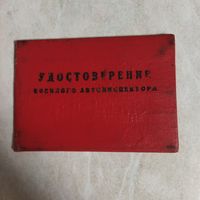 УДОСТОВЕРЕНИЕ
ВОЕННОГО АВТОИНСПЕКТОРА